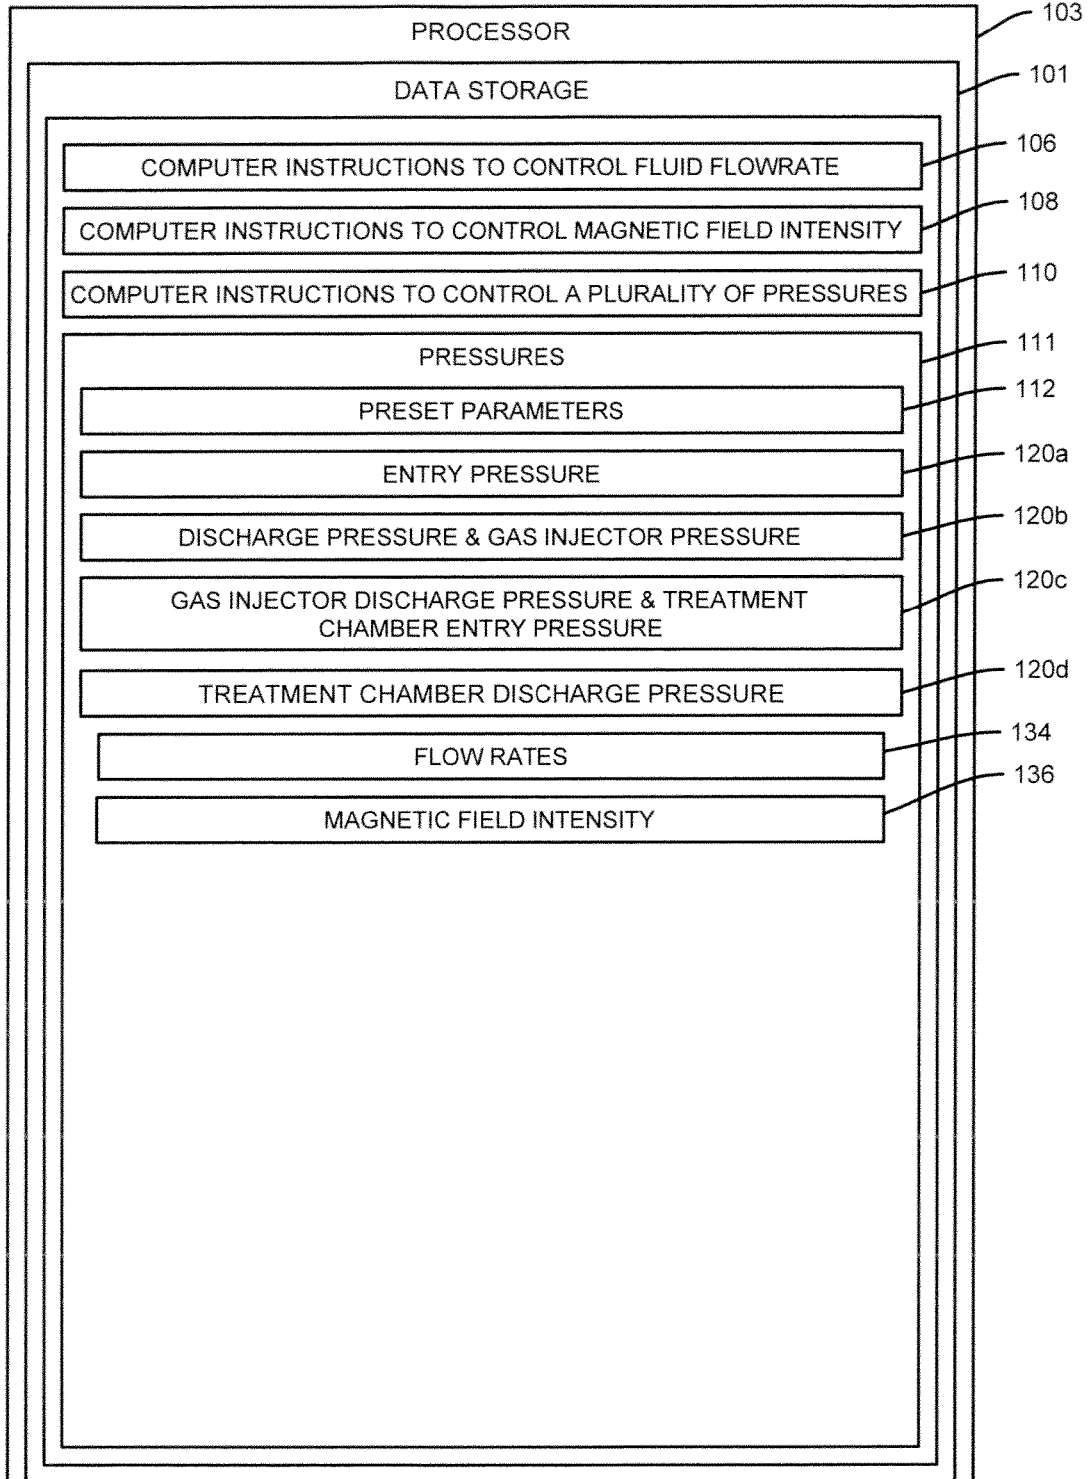 PROCESSOR
103
DATA STORAGE
101
COMPUTER INSTRUCTIONS TO CONTROL FLUID FLOWRATE
106
COMPUTER INSTRUCTIONS TO CONTROL MAGNETIC FIELD INTENSITY
108
COMPUTER INSTRUCTIONS TO CONTROL A PLURALITY OF PRESSURES
110
PRESSURES
111
PRESET PARAMETERS
112
ENTRY PRESSURE
120a
DISCHARGE PRESSURE & GAS INJECTOR PRESSURE
120b
GAS INJECTOR DISCHARGE PRESSURE & TREATMENT
CHAMBER ENTRY PRESSURE
120c
TREATMENT CHAMBER DISCHARGE PRESSURE
120d
FLOW RATES
134
MAGNETIC FIELD INTENSITY
136